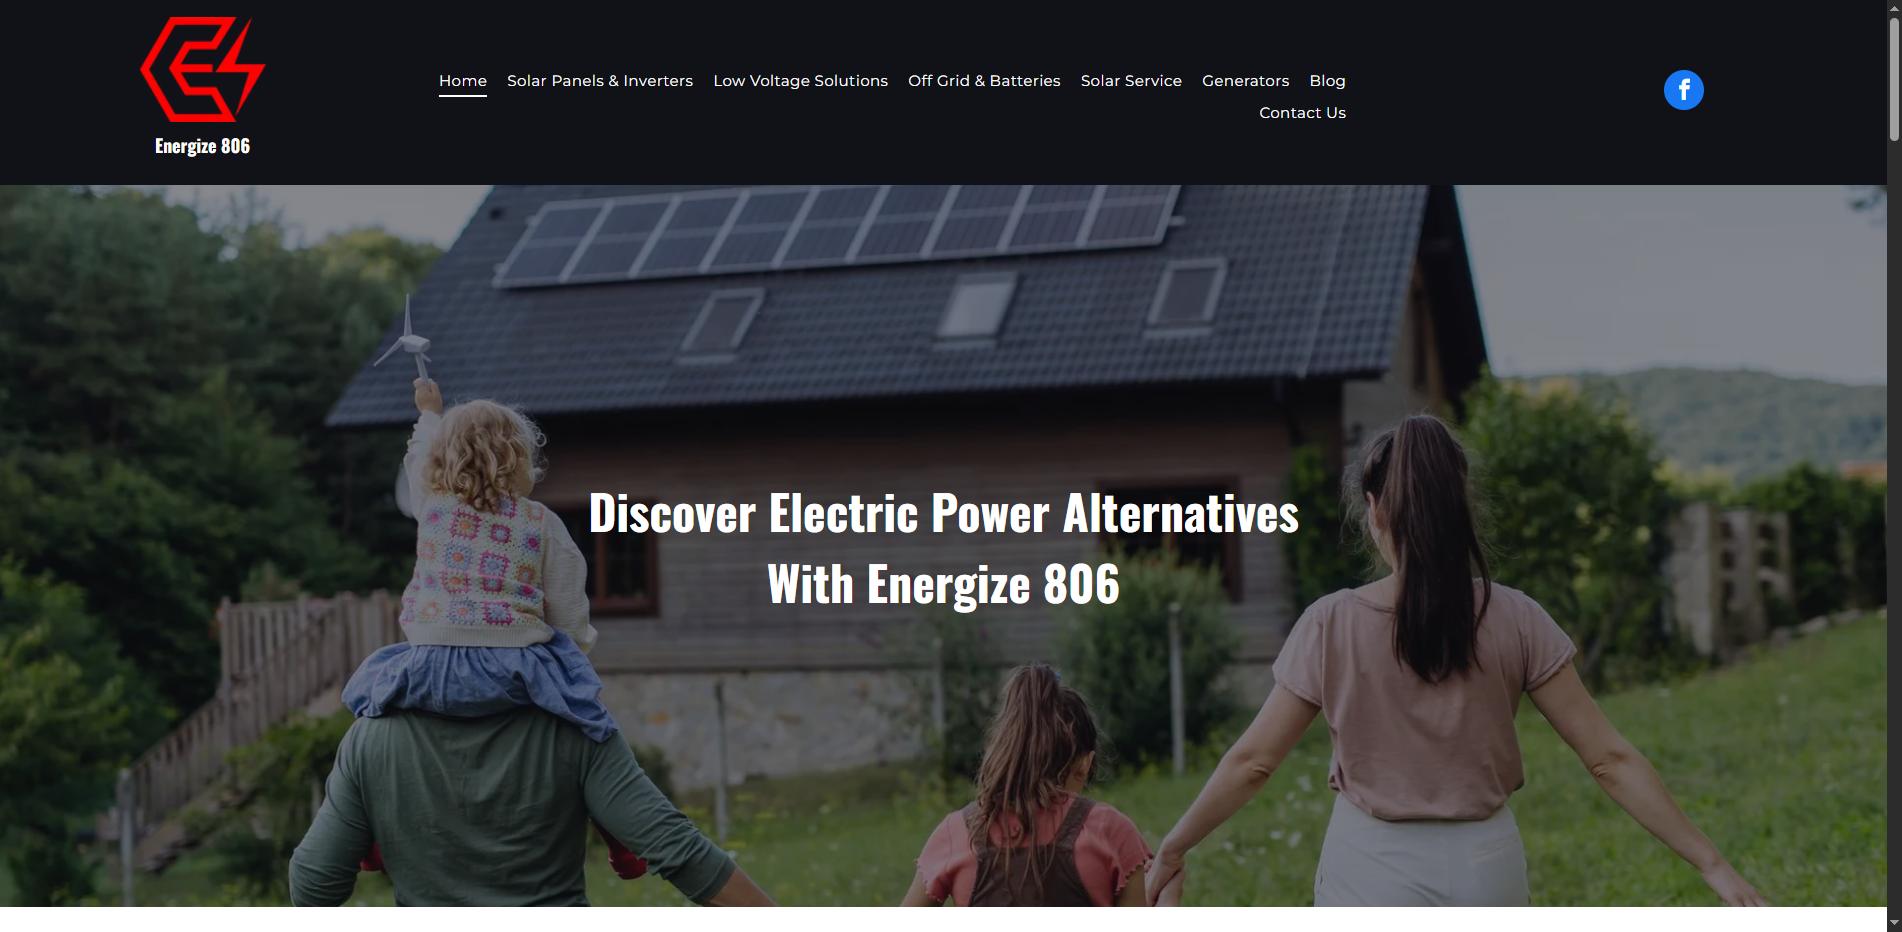 Energize 806
Home Solar Panels & Inverters Low Voltage Solutions Off Grid & Batteries Solar Service Generators Blog
Contact Us
Discover Electric Power Alternatives
With Energize 806